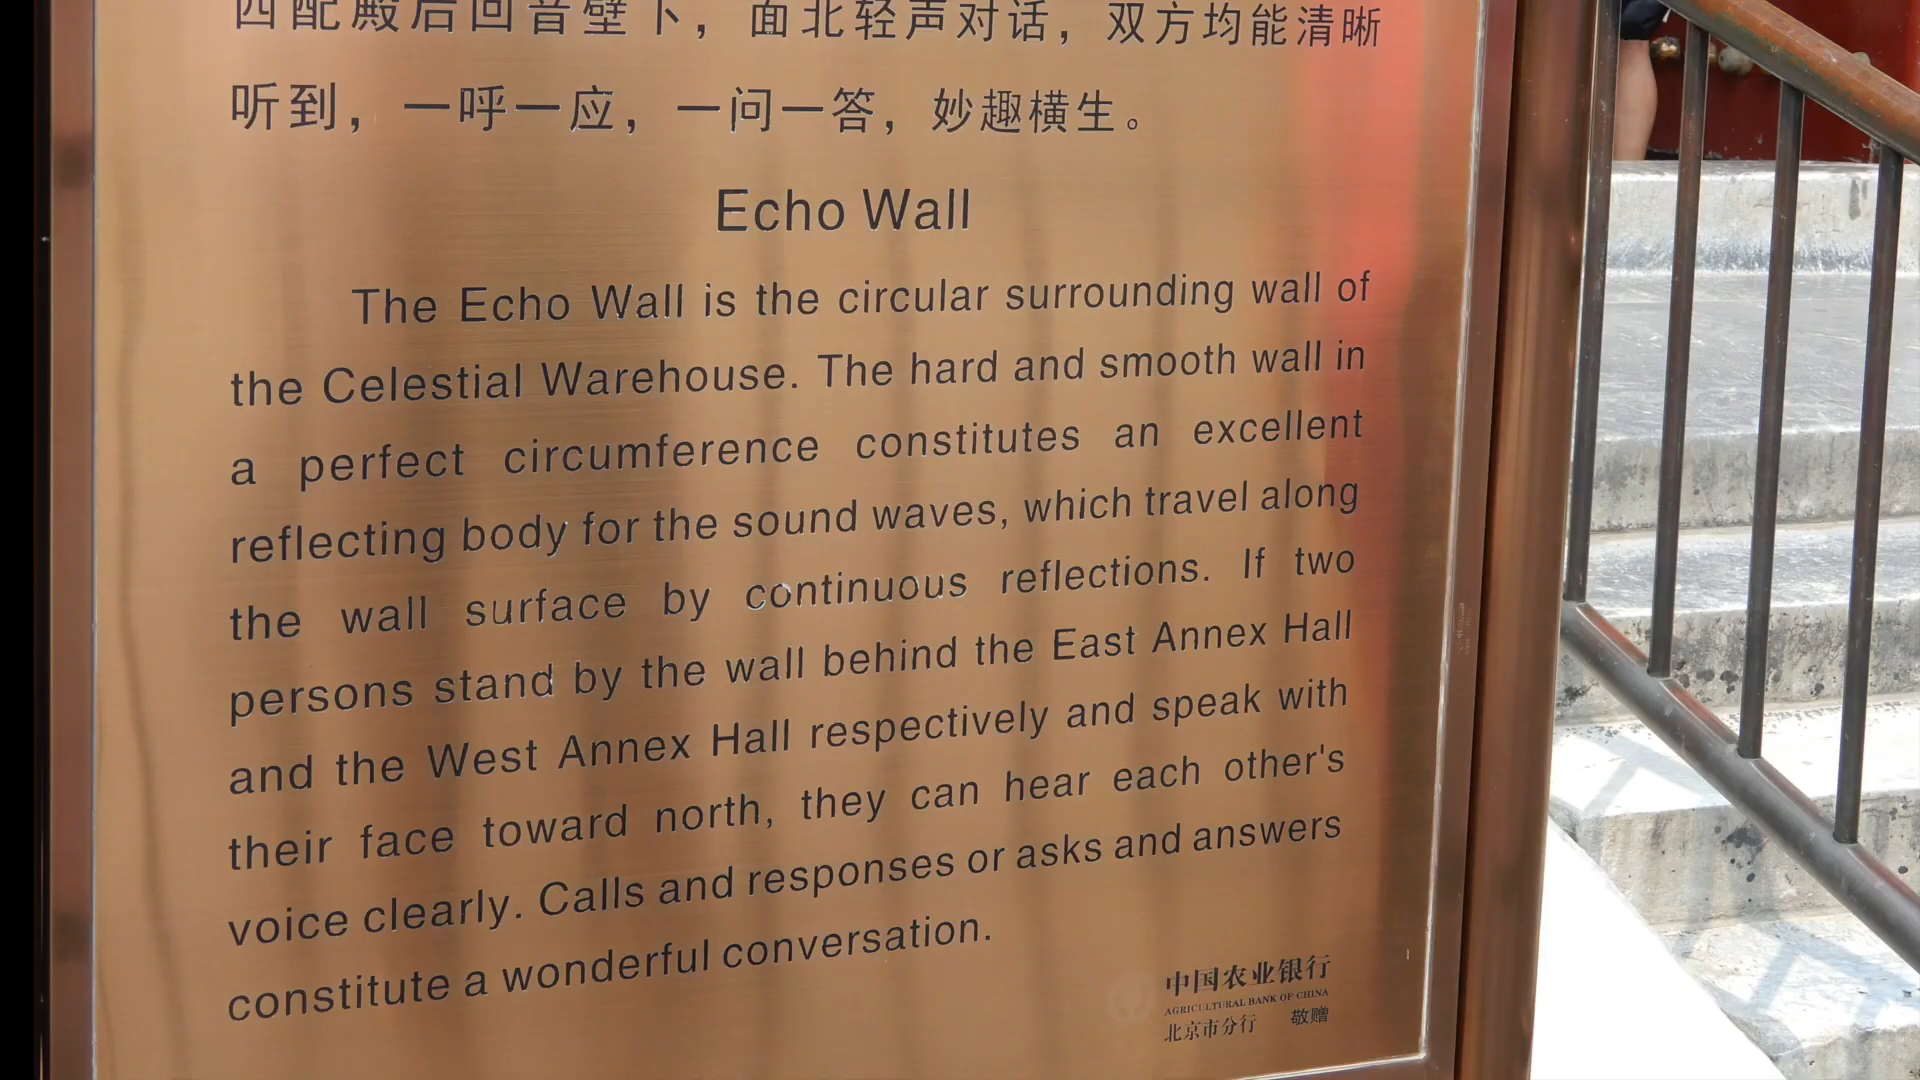 西配殿后回音壁下，面北轻声对话，双方均能清晰
听到，一呼一应，一问一答，妙趣横生。
Echo Wall
The Echo Wall is the circular surrounding wall of
the Celestial Warehouse. The hard and smooth wall in
a perfect circumference constitutes an excellent
reflecting body for the sound waves, which travel along
the wall surface by continuous reflections. If two
persons stand by the wall behind the East Annex Hall
and the West Annex Hall respectively and speak with
their face toward north, they can hear each other's
voice clearly. Calls and responses or asks and answers
constitute a wonderful conversation.
中国农业银行
AGRICULTURAL BANK OF CHINA
北京市分行 敬赠